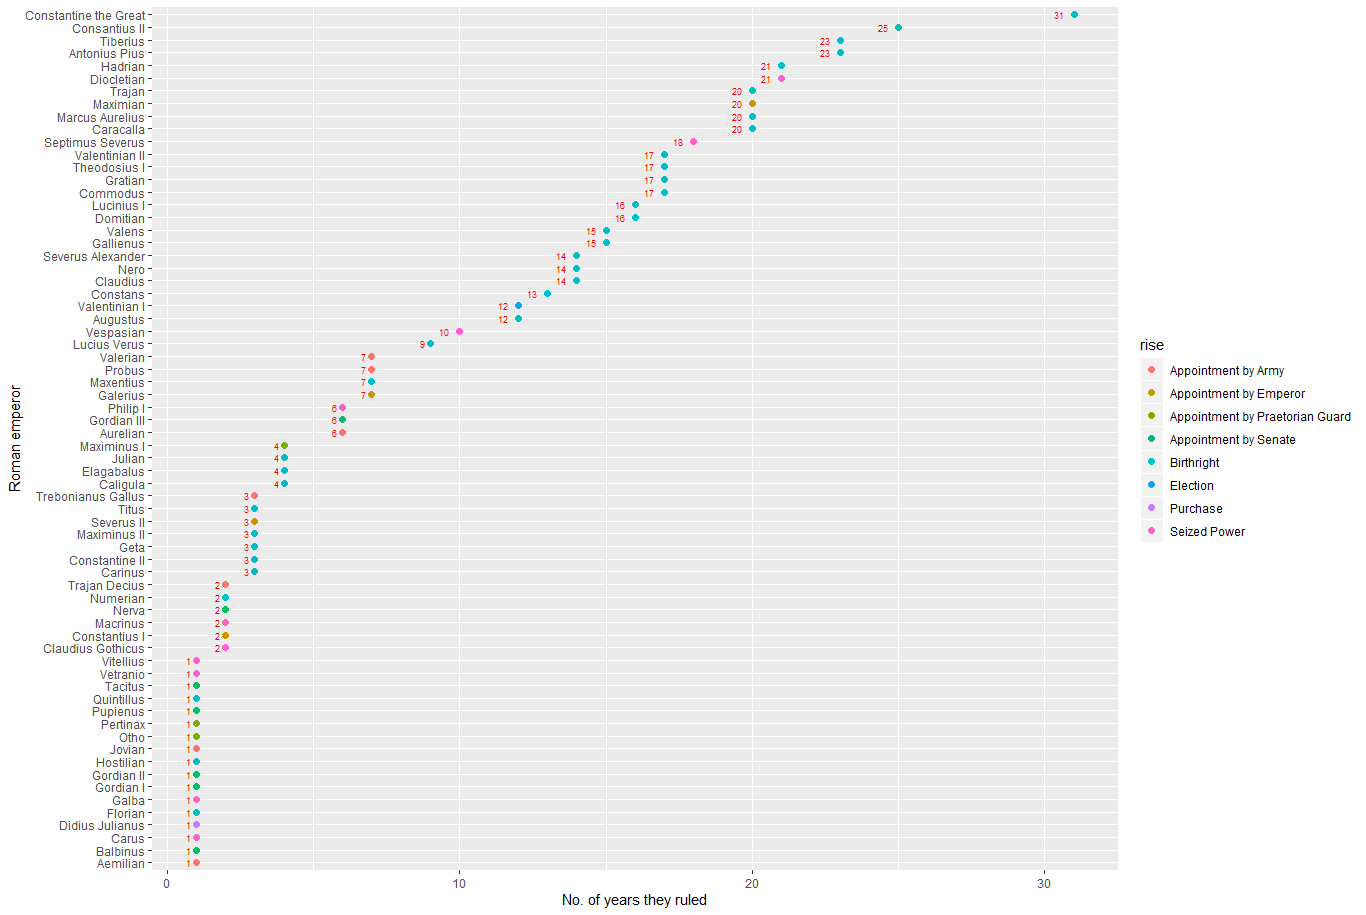 Constantine the Great 31
Consantius II 25
Tiberius 23
Antonius Pius 23
Hadrian 21
Diocletian 21
Trajan 20
Maximian 20
Marcus Aurelius 20
Caracalla 20
Septimus Severus 18
Valentinian II 17
Theodosius I 17
Gratian 17
Commodus 17
Lucinius I 16
Domitian 16
Valens 15
Gallienus 15
Severus Alexander 14
Nero 14
Claudius 14
Constans 13
Valentinian I 12
Augustus 12
Vespasian 10
Lucius Verus 9
Valerian 7
Probus 7
Maxentius 7
Galerius 7
Philip I 6
Gordian III 6
Aurelian 6
Maximinus I 4
Julian 4
Elagabalus 4
Caligula 4
Trebonianus Gallus 3
Titus 3
Severus II 3
Maximinus II 3
Geta 3
Constantine II 3
Carinus 3
Trajan Decius 2
Numerian 2
Nerva 2
Macrinus 2
Constantius I 2
Claudius Gothicus 2
Vitellius 1
Vetranio 1
Tacitus 1
Quintillus 1
Pupienus 1
Pertinax 1
Otho 1
Jovian 1
Hostilian 1
Gordian II 1
Gordian I 1
Galba 1
Florian 1
Didius Julianus 1
Carus 1
Balbinus 1
Aemilian 1
Roman emperor
0 10 20 30
No. of years they ruled
rise
Appointment by Army
Appointment by Emperor
Appointment by Praetorian Guard
Appointment by Senate
Birthright
Election
Purchase
Seized Power